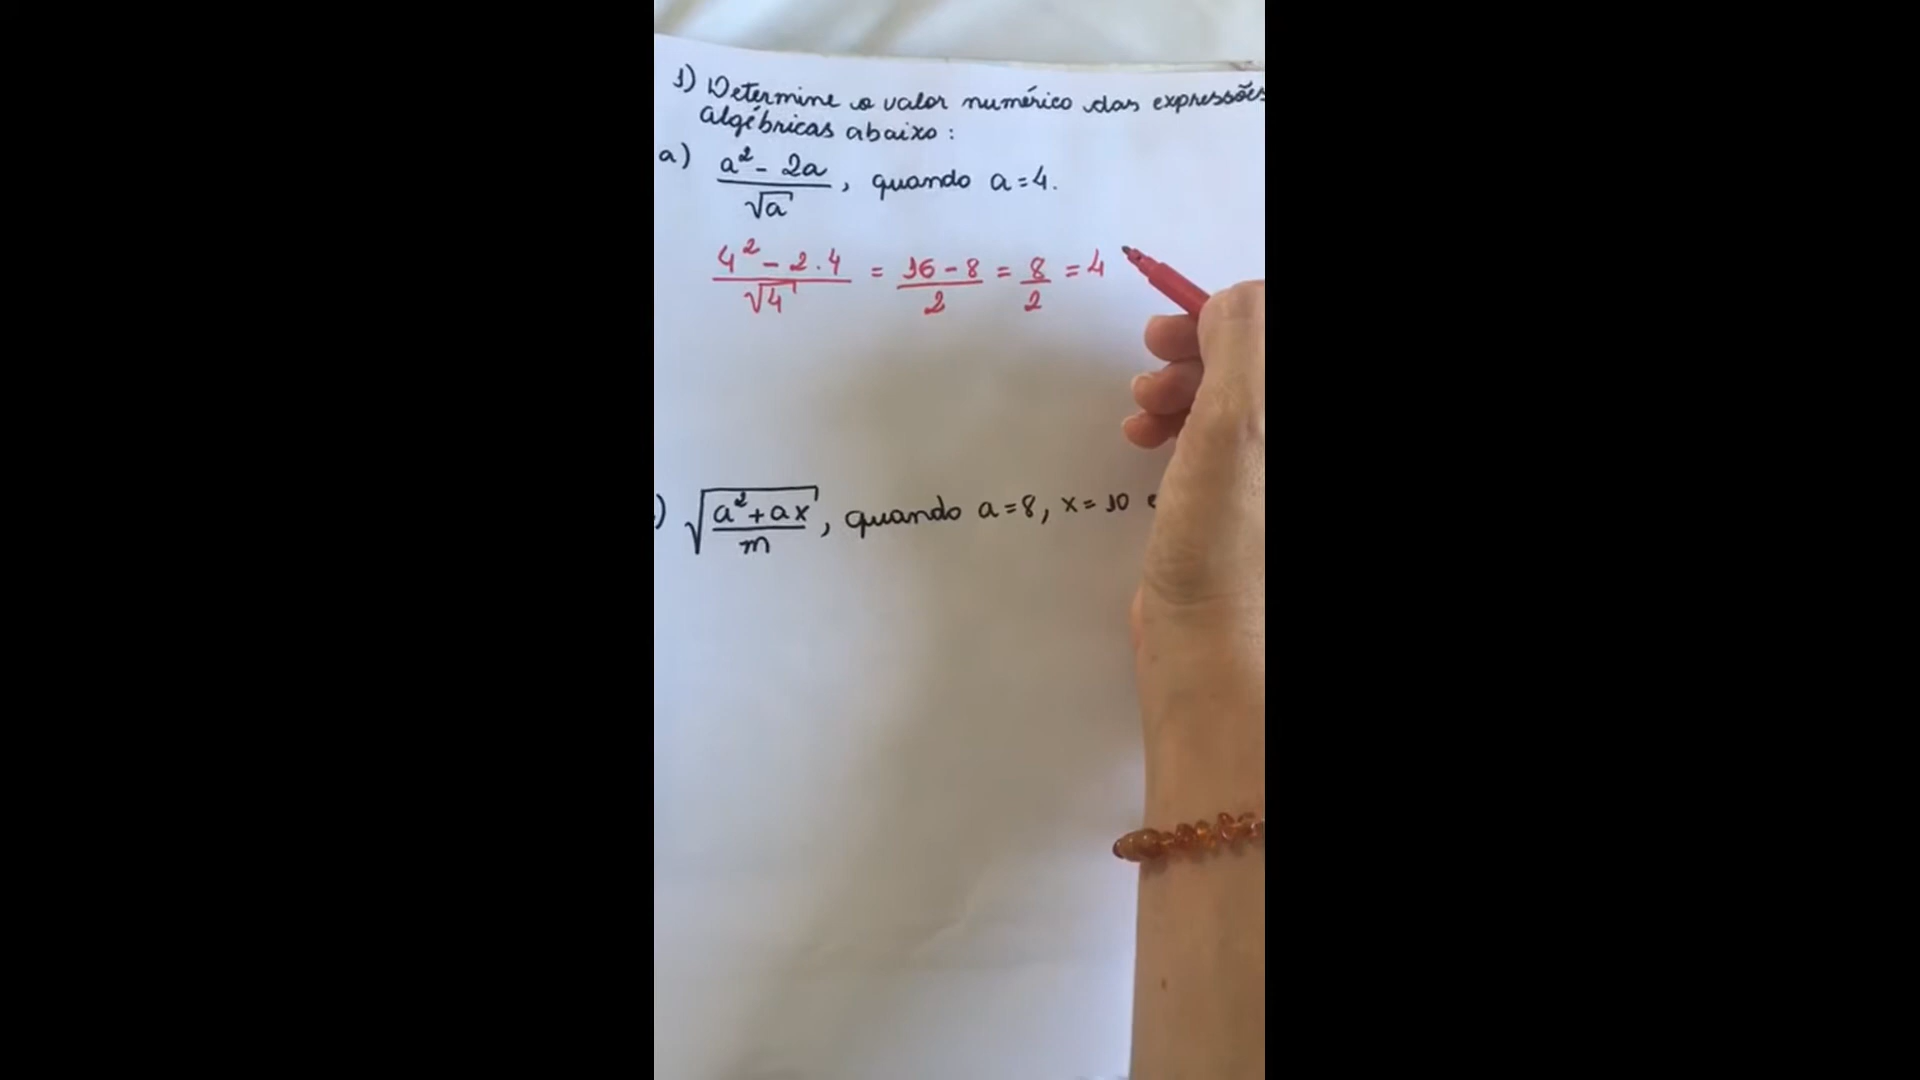 1) Determine o valor numérico das expressões
algébricas abaixo:
a) a² - 2a / √a, quando a = 4.
4² - 2.4 / √4 = 16 - 8 / 2 = 8 / 2 = 4
) √(a² + ax / m), quando a = 8, x = 10 e